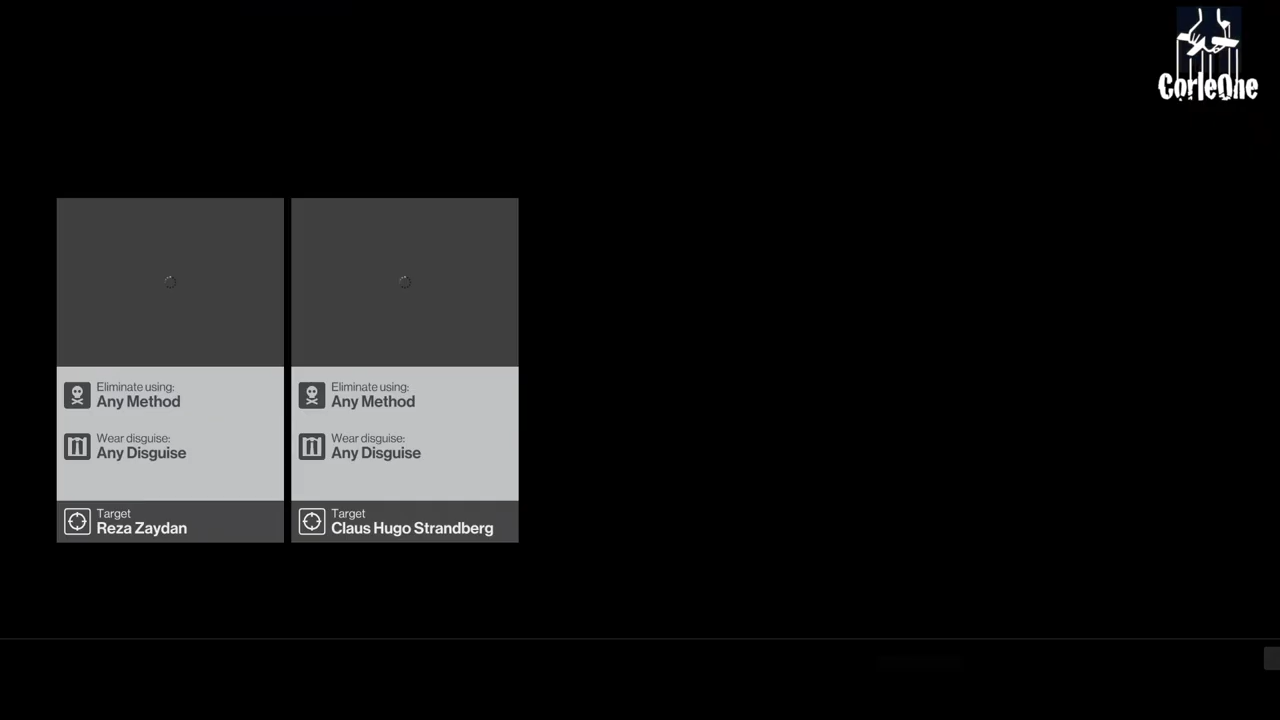 CorleOne
Eliminate using:
Any Method
Wear disguise:
Any Disguise
Target
Reza Zaydan
Eliminate using:
Any Method
Wear disguise:
Any Disguise
Target
Claus Hugo Strandberg